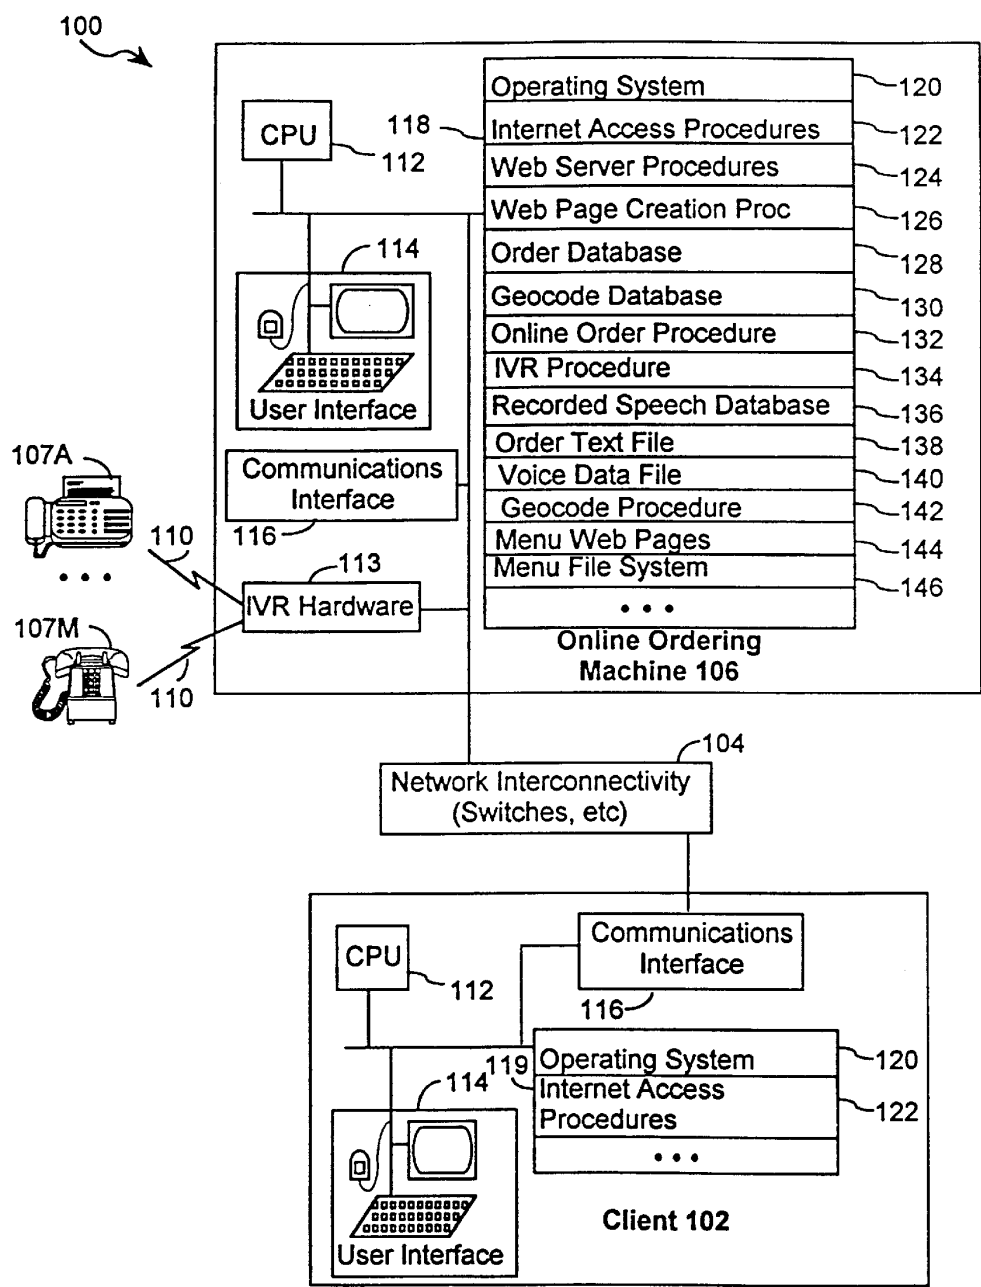 100
CPU
112
118
Operating System
120
Internet Access Procedures
122
Web Server Procedures
124
Web Page Creation Proc
126
Order Database
128
Geocode Database
130
Online Order Procedure
132
IVR Procedure
134
Recorded Speech Database
136
Order Text File
138
Voice Data File
140
Geocode Procedure
142
Menu Web Pages
144
Menu File System
146
• • •
114
User Interface
Communications
Interface
116
107A
110
• • •
113
IVR Hardware
107M
110
Online Ordering
Machine 106
104
Network Interconnectivity
(Switches, etc)
CPU
112
Communications
Interface
116
119
Operating System
120
Internet Access
Procedures
122
• • •
114
User Interface
Client 102